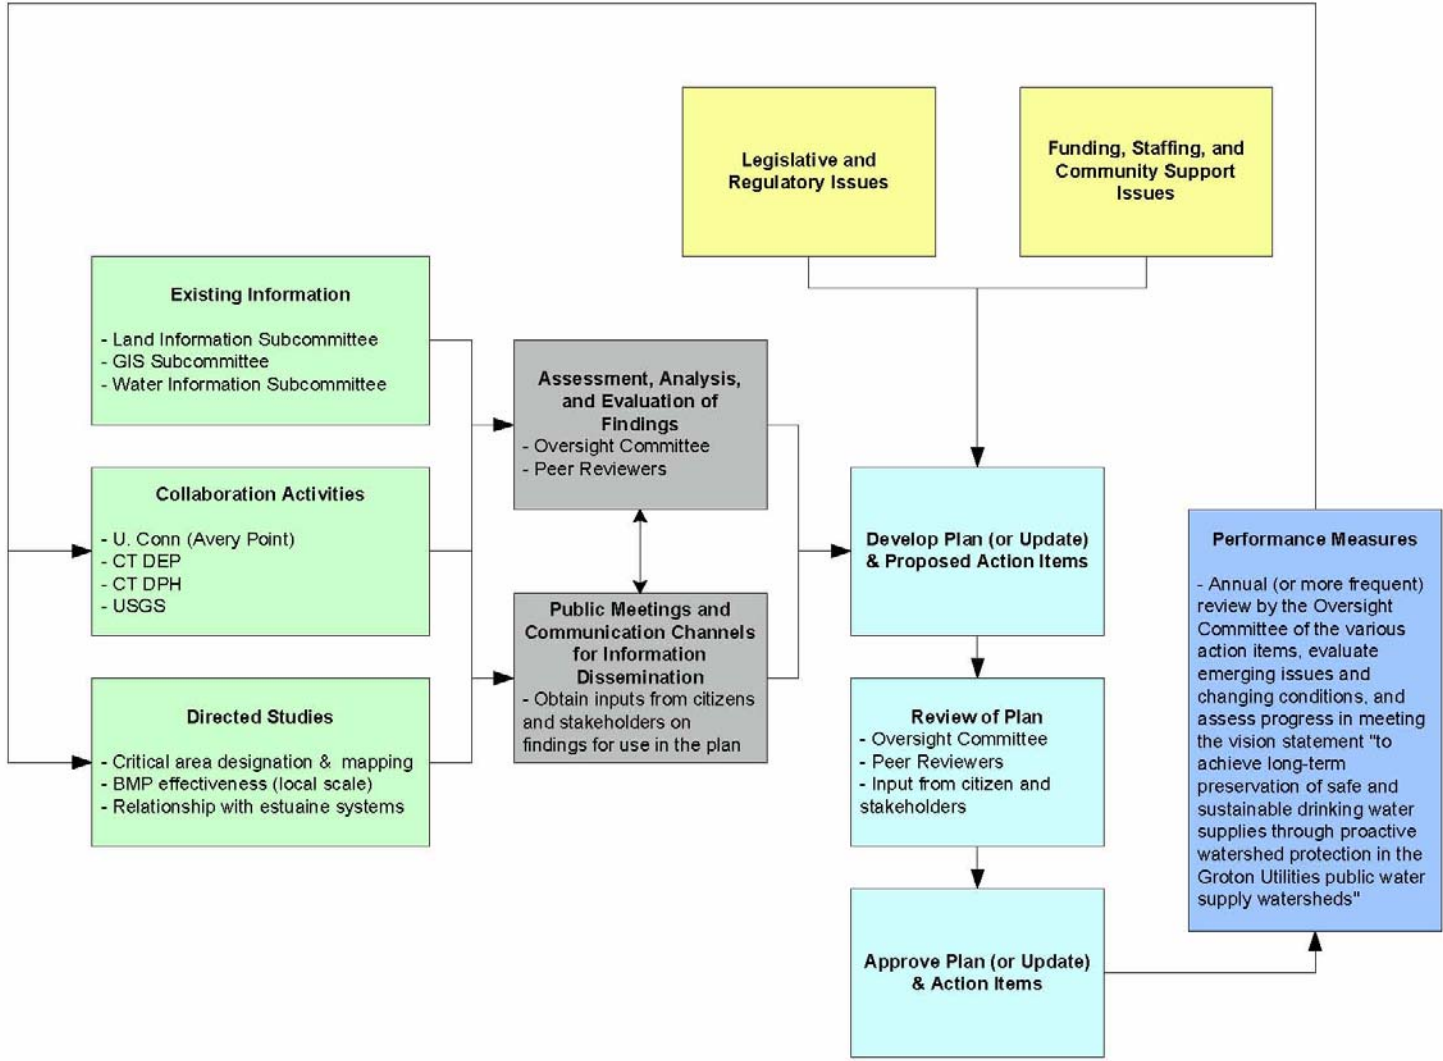 Legislative and
Regulatory Issues
Funding, Staffing, and
Community Support
Issues
Existing Information
- Land Information Subcommittee
- GIS Subcommittee
- Water Information Subcommittee
Collaboration Activities
- U. Conn (Avery Point)
- CT DEP
- CT DPH
- USGS
Directed Studies
- Critical area designation & mapping
- BMP effectiveness (local scale)
- Relationship with estuaine systems
Assessment, Analysis,
and Evaluation of
Findings
- Oversight Committee
- Peer Reviewers
Public Meetings and
Communication Channels
for Information
Dissemination
- Obtain inputs from citizens
and stakeholders on
findings for use in the plan
Develop Plan (or Update)
& Proposed Action Items
Review of Plan
- Oversight Committee
- Peer Reviewers
- Input from citizen and
stakeholders
Approve Plan (or Update)
& Action Items
Performance Measures
- Annual (or more frequent)
review by the Oversight
Committee of the various
action items, evaluate
emerging issues and
changing conditions, and
assess progress in meeting
the vision statement "to
achieve long-term
preservation of safe and
sustainable drinking water
supplies through proactive
watershed protection in the
Groton Utilities public water
supply watersheds"